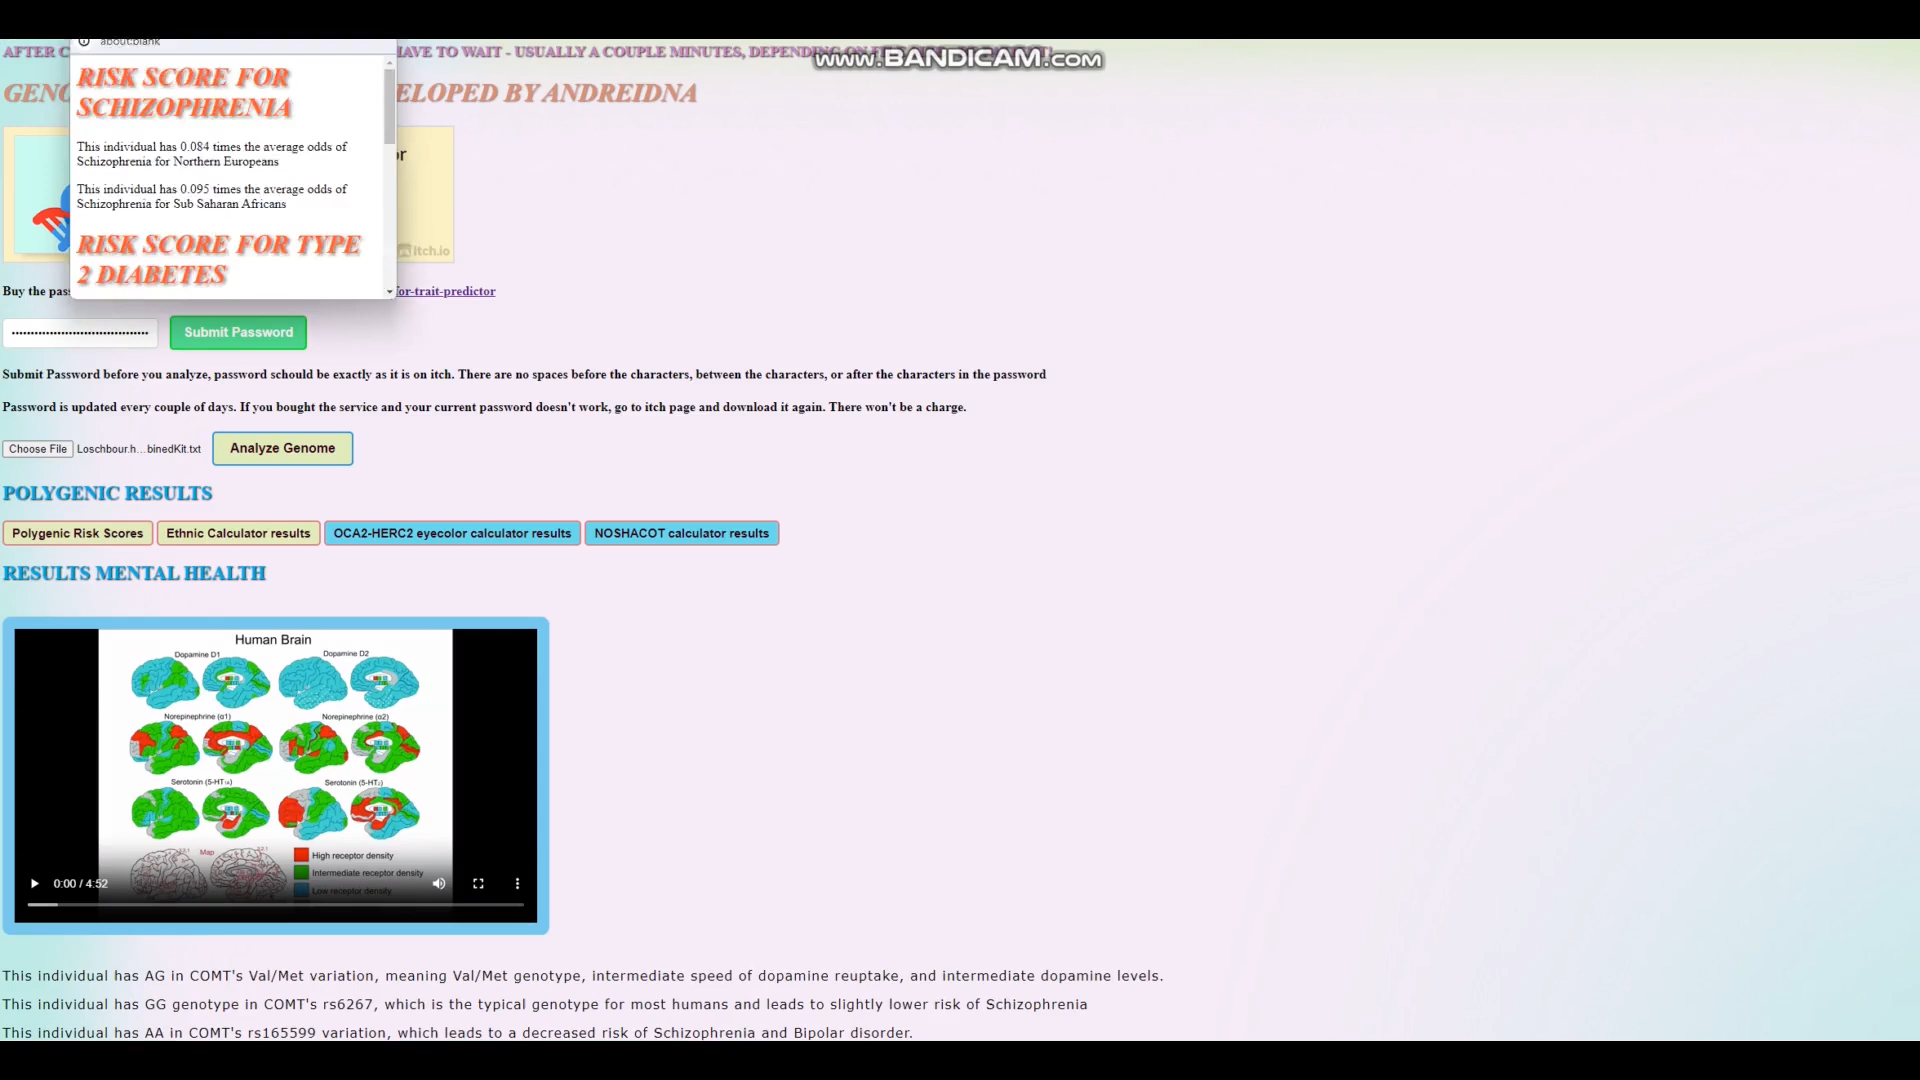 about:blank
AFTER C
HAVE TO WAIT - USUALLY A COUPLE MINUTES, DEPENDING ON
www.BANDICAM.com
RISK SCORE FOR
SCHIZOPHRENIA
GENO
ELOPED BY ANDREIDNA
This individual has 0.084 times the average odds of
Schizophrenia for Northern Europeans
This individual has 0.095 times the average odds of
Schizophrenia for Sub Saharan Africans
RISK SCORE FOR TYPE
2 DIABETES
or
itch.io
Buy the pas
for-trait-predictor
Submit Password
Submit Password before you analyze, password schould be exactly as it is on itch. There are no spaces before the characters, between the characters, or after the characters in the password
Password is updated every couple of days. If you bought the service and your current password doesn't work, go to itch page and download it again. There won't be a charge.
Choose File Loschbour.h...binedKit.txt Analyze Genome
POLYGENIC RESULTS
Polygenic Risk Scores Ethnic Calculator results OCA2-HERC2 eyecolor calculator results NOSHACOT calculator results
RESULTS MENTAL HEALTH
Human Brain
Dopamine D1 Dopamine D2
Norepinephrine (α1) Norepinephrine (α2)
Serotonin (5-HT1A) Serotonin (5-HT2)
Map
High receptor density
Intermediate receptor density
Low receptor density
0:00 / 4:52
This individual has AG in COMT's Val/Met variation, meaning Val/Met genotype, intermediate speed of dopamine reuptake, and intermediate dopamine levels.
This individual has GG genotype in COMT's rs6267, which is the typical genotype for most humans and leads to slightly lower risk of Schizophrenia
This individual has AA in COMT's rs165599 variation, which leads to a decreased risk of Schizophrenia and Bipolar disorder.